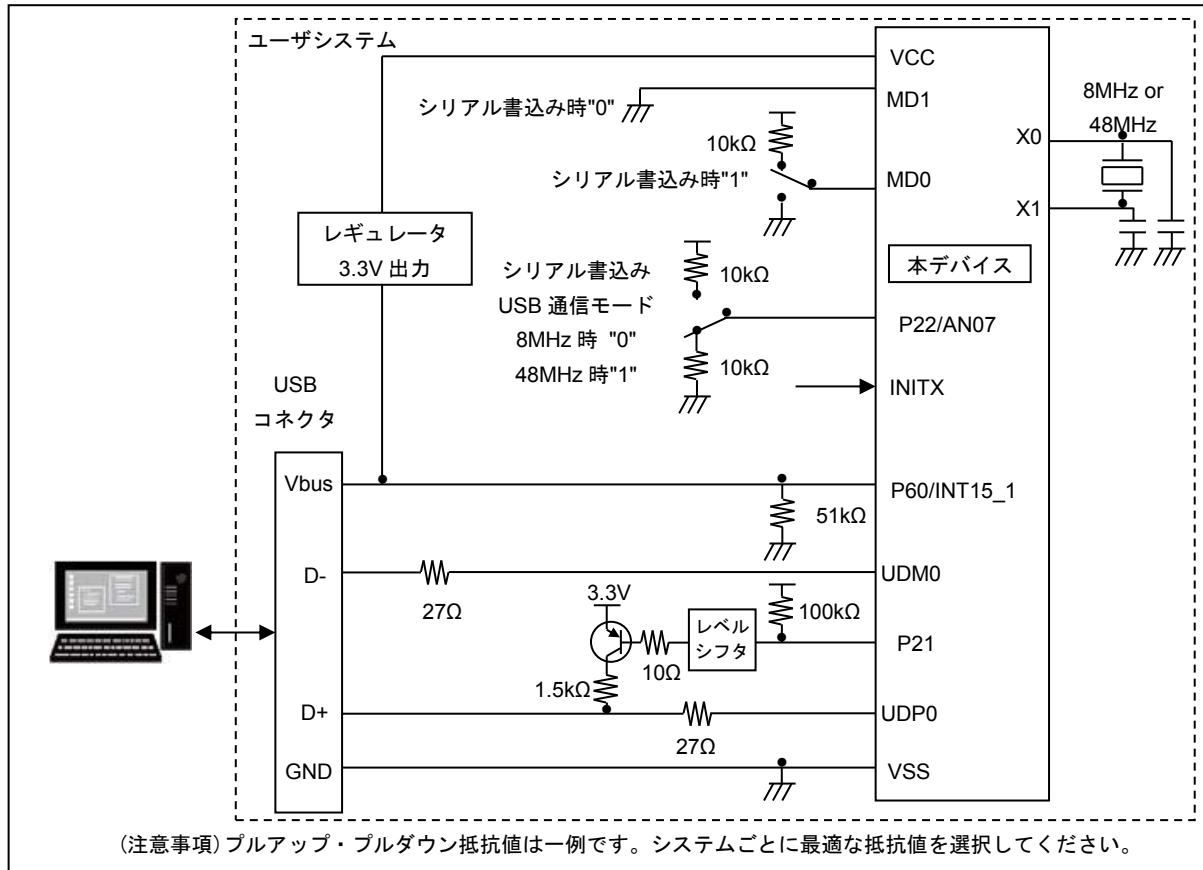 ユーザシステム
VCC
MD1
シリアル書込み時"0"
8MHz or
48MHz
10kΩ
X0
シリアル書込み時"1"
MD0
X1
レギュレータ
3.3V 出力
本デバイス
シリアル書込み
10kΩ
USB 通信モード
8MHz 時 "0"
P22/AN07
48MHz 時"1"
10kΩ
INITX
USB
コネクタ
Vbus
P60/INT15_1
51kΩ
D-
UDM0
27Ω
3.3V
100kΩ
レベル
シフタ
P21
10Ω
1.5kΩ
D+
UDP0
27Ω
GND
VSS
(注意事項) プルアップ・プルダウン抵抗値は一例です。システムごとに最適な抵抗値を選択してください。